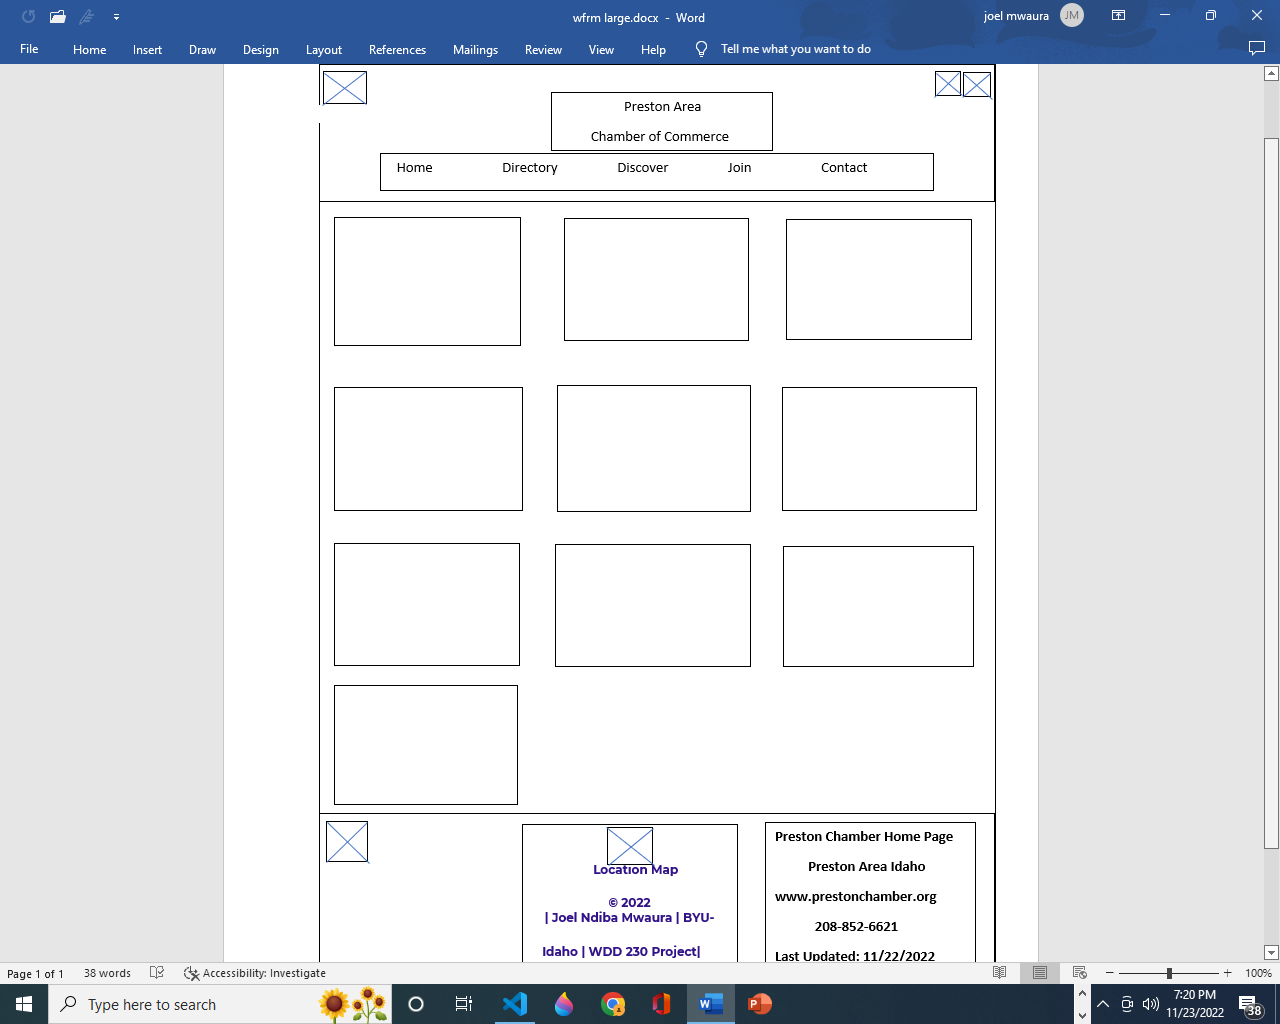 wfrm large.docx - Word
joel mwaura
JM
File Home Insert Draw Design Layout References Mailings Review View Help Tell me what you want to do
Preston Area
Chamber of Commerce
Home Directory Discover Join Contact
Location Map
© 2022
| Joel Ndiba Mwaura | BYU-
Idaho | WDD 230 Project|
Preston Chamber Home Page
Preston Area Idaho
www.prestonchamber.org
208-852-6621
Last Updated: 11/22/2022
Page 1 of 1 38 words Accessibility: Investigate 100%
Type here to search
7:20 PM
11/23/2022
38